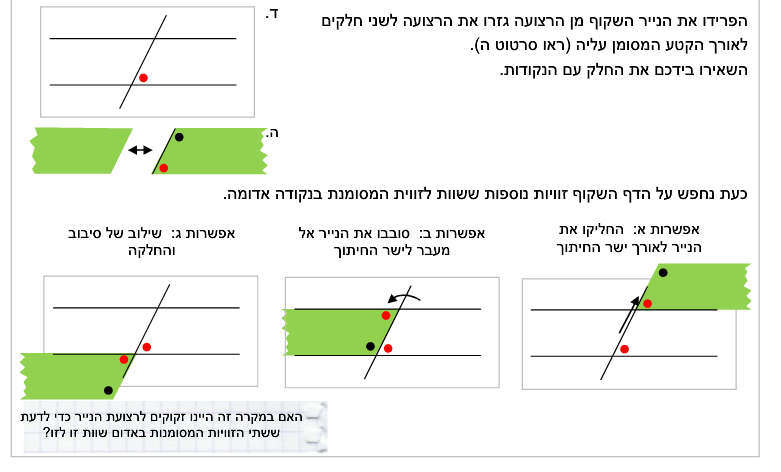 הפרידו את הנייר השקוף מן הרצועה גזרו את הרצועה לשני חלקים
לאורך הקטע המסומן עליה (ראו סרטוט ה).
השאירו בידכם את החלק עם הנקודות.
ד.
ה.
כעת נחפש על הדף השקוף זוויות נוספות ששוות לזווית המסומנת בנקודה אדומה.
אפשרות א: החליקו את
הנייר לאורך ישר החיתוך
אפשרות ב: סובבו את הנייר אל
מעבר לישר החיתוך
אפשרות ג: שילוב של סיבוב
והחלקה
האם במקרה זה היינו זקוקים לרצועת הנייר כדי לדעת
ששתי הזוויות המסומנות באדום שוות זו לזו?